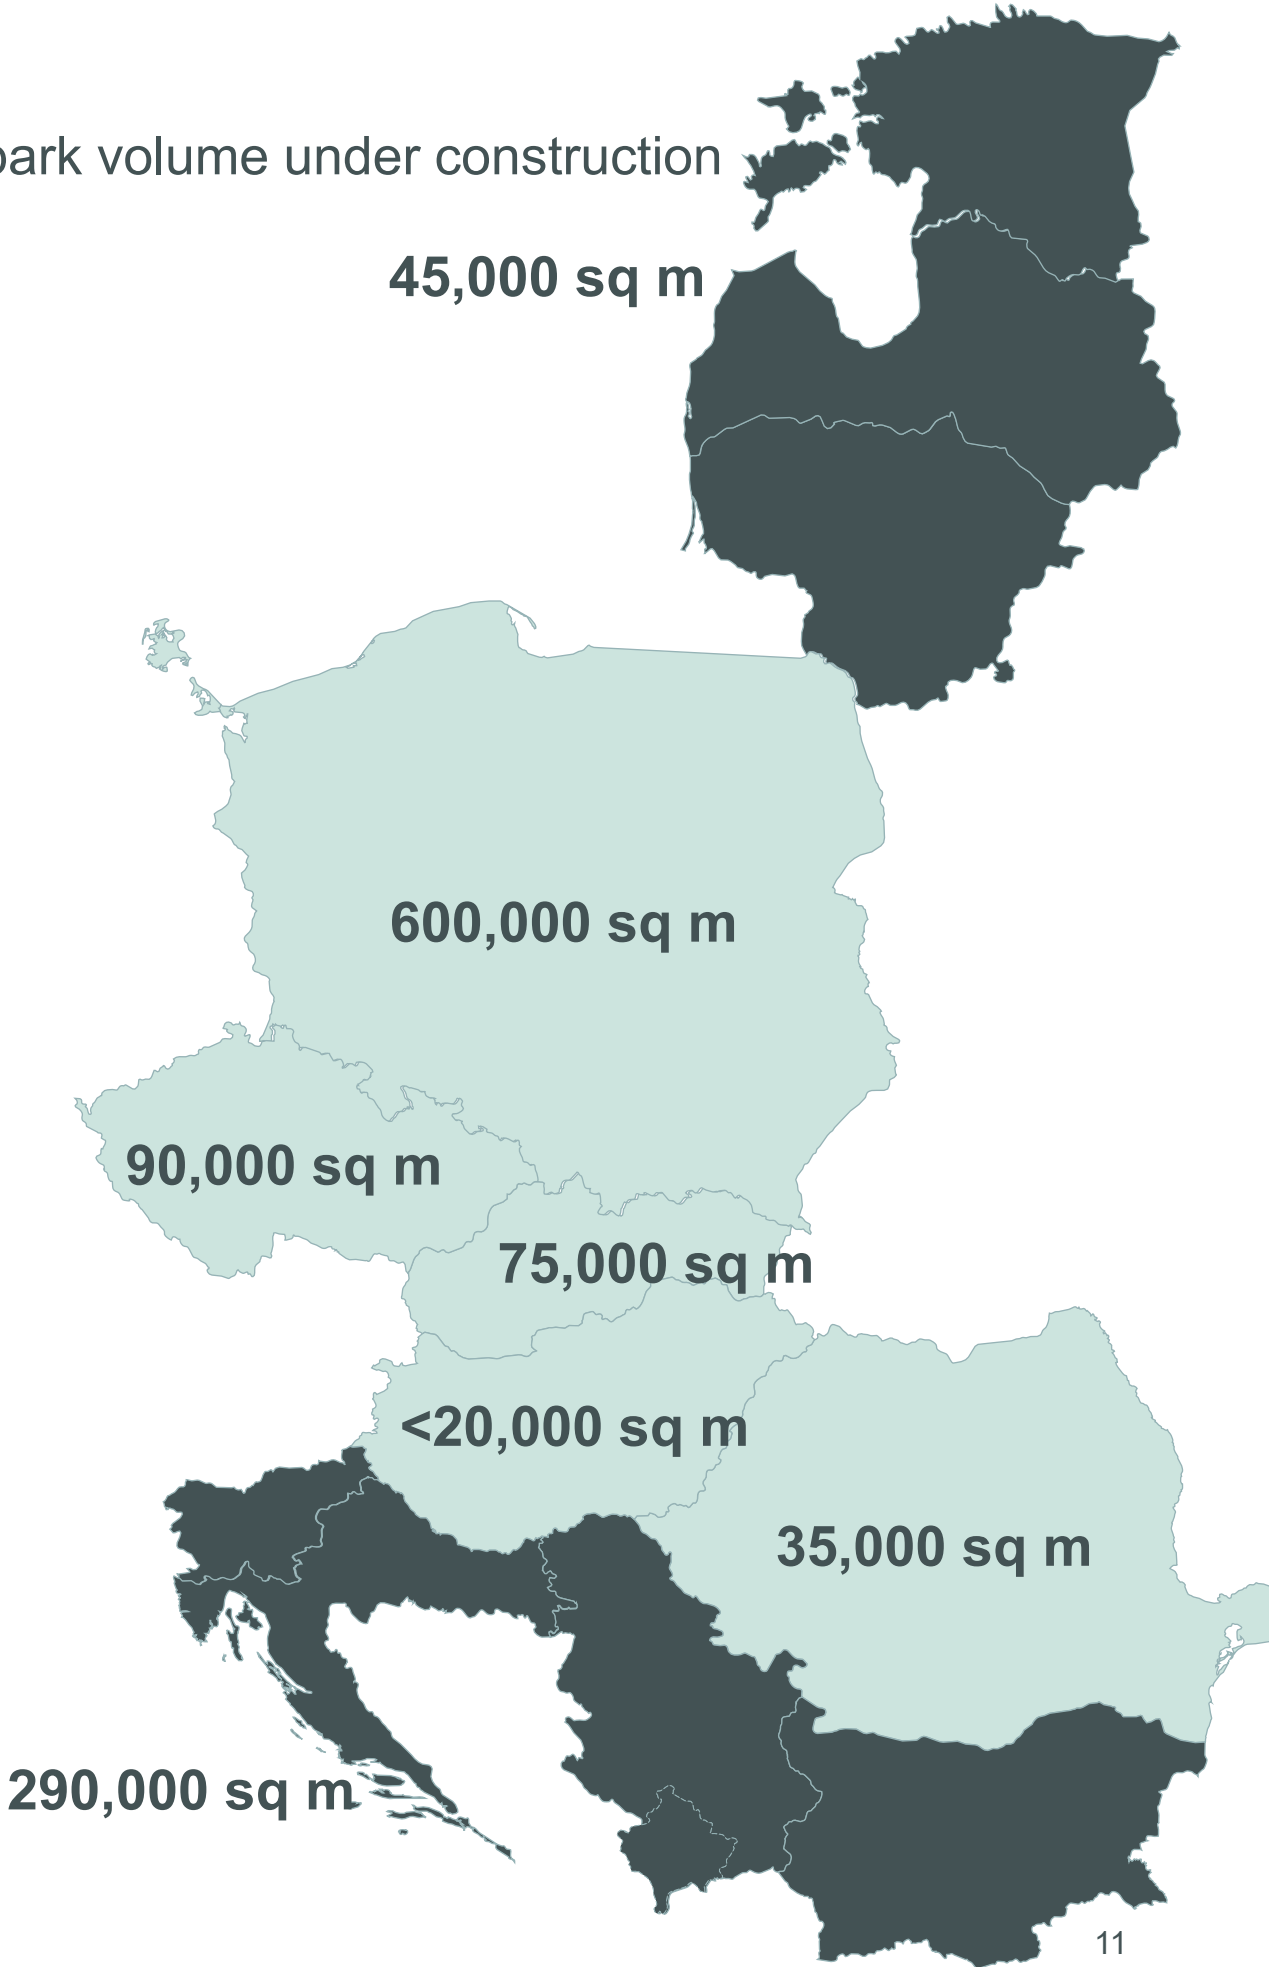 park volume under construction
45,000 sq m
600,000 sq m
90,000 sq m
75,000 sq m
<20,000 sq m
35,000 sq m
290,000 sq m
11